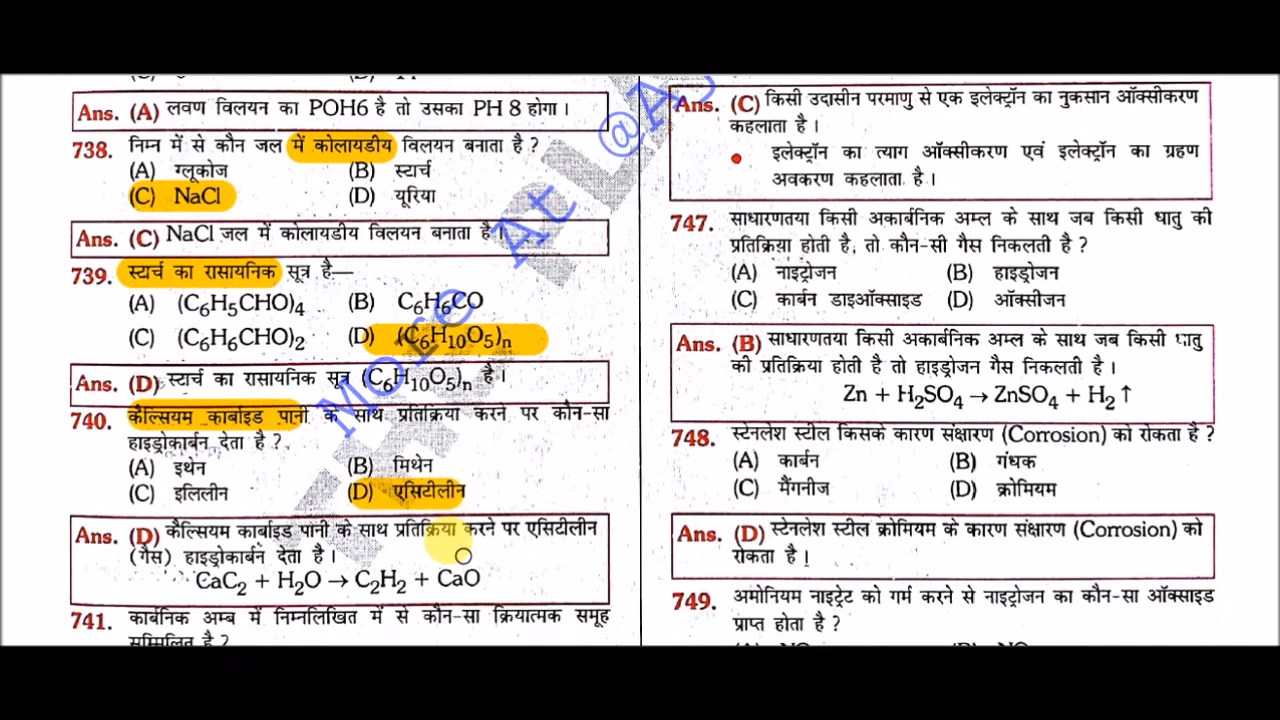 Ans. (A) लवण विलयन का POH6 है तो उसका PH 8 होगा।
738. निम्न में से कौन जल में कोलायडीय विलयन बनाता है ?
(A) ग्लूकोज (B) स्टार्च
(C) NaCl (D) यूरिया
Ans. (C) NaCl जल में कोलायडीय विलयन बनाता है।
739. स्टार्च का रासायनिक सूत्र है—
(A) (C6H5CHO)4 (B) C6H6CO
(C) (C6H6CHO)2 (D) (C6H10O5)n
Ans. (D) स्टार्च का रासायनिक सूत्र (C6H10O5)n है।
740. कैल्सियम कार्बाइड पानी के साथ प्रतिक्रिया करने पर कौन-सा
हाइड्रोकार्बन देता है ?
(A) इथेन (B) मिथेन
(C) इलिलीन (D) एसिटीलीन
Ans. (D) कैल्सियम कार्बाइड पानी के साथ प्रतिक्रिया करने पर एसिटीलीन
(गैस) हाइड्रोकार्बन देता है।
CaC2 + H2O → C2H2 + CaO
741. कार्बनिक अम्ब में निम्नलिखित में से कौन-सा क्रियात्मक समूह
सम्मिलित है ?
Ans. (C) किसी उदासीन परमाणु से एक इलेक्ट्रॉन का नुकसान ऑक्सीकरण
कहलाता है।
• इलेक्ट्रॉन का त्याग ऑक्सीकरण एवं इलेक्ट्रॉन का ग्रहण
अवकरण कहलाता है।
747. साधारणतया किसी अकार्बनिक अम्ल के साथ जब किसी धातु की
प्रतिक्रिया होती है, तो कौन-सी गैस निकलती है ?
(A) नाइट्रोजन (B) हाइड्रोजन
(C) कार्बन डाइऑक्साइड (D) ऑक्सीजन
Ans. (B) साधारणतया किसी अकार्बनिक अम्ल के साथ जब किसी धातु
की प्रतिक्रिया होती है तो हाइड्रोजन गैस निकलती है।
Zn + H2SO4 → ZnSO4 + H2 ↑
748. स्टेनलेश स्टील किसके कारण संक्षारण (Corrosion) को रोकता है ?
(A) कार्बन (B) गंधक
(C) मैंगनीज (D) क्रोमियम
Ans. (D) स्टेनलेश स्टील क्रोमियम के कारण संक्षारण (Corrosion) को
रोकता है।
749. अमोनियम नाइट्रेट को गर्म करने से नाइट्रोजन का कौन-सा ऑक्साइड
प्राप्त होता है ?
More At